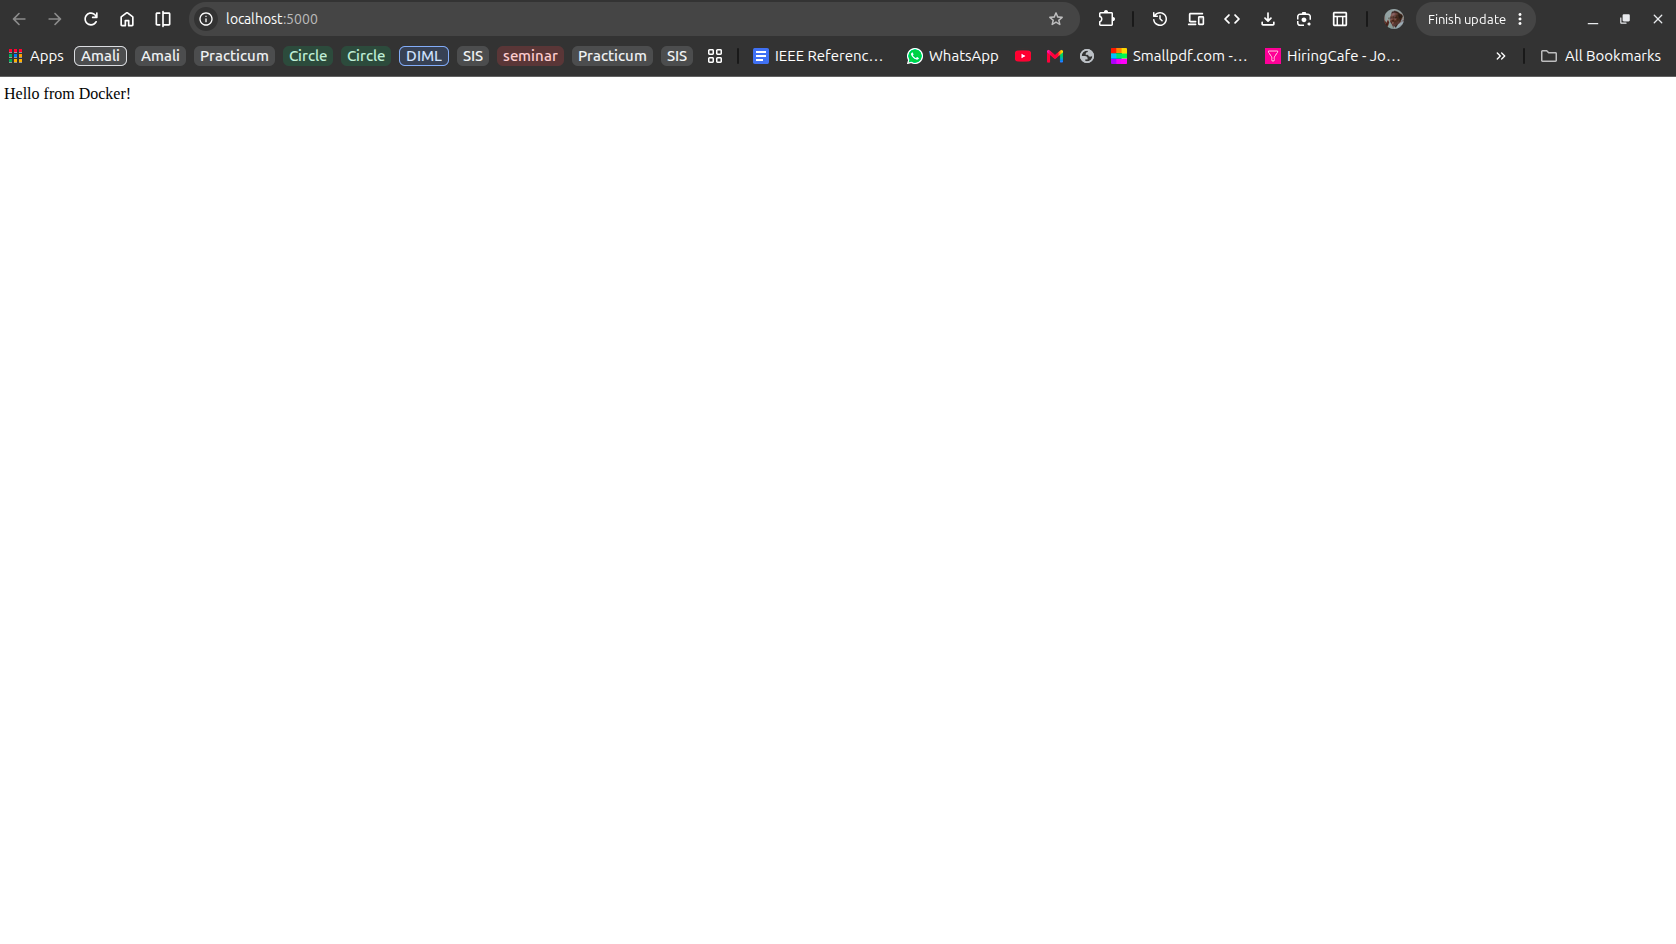 localhost:5000
Finish update
Apps Amali Amali Practicum Circle Circle DIML SIS seminar Practicum SIS IEEE Referenc... WhatsApp Smallpdf.com -... HiringCafe - Jo... » All Bookmarks
Hello from Docker!